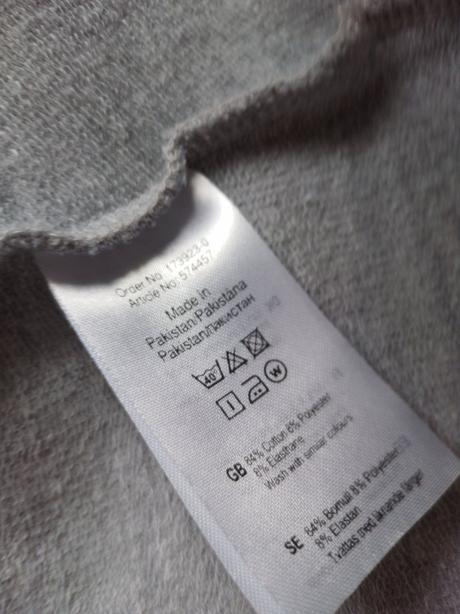 Order No: 173923-0
Article No: 574457
Made in
Pakistan/Pakistāna
Pakistan/пакистан
40°
W
GB 84% Cotton 8% Polyester
8% Elasthane
Wash with similar colours
SE 84% Bomull 8% Polyester
8% Elastan
Tvättas med liknande färger